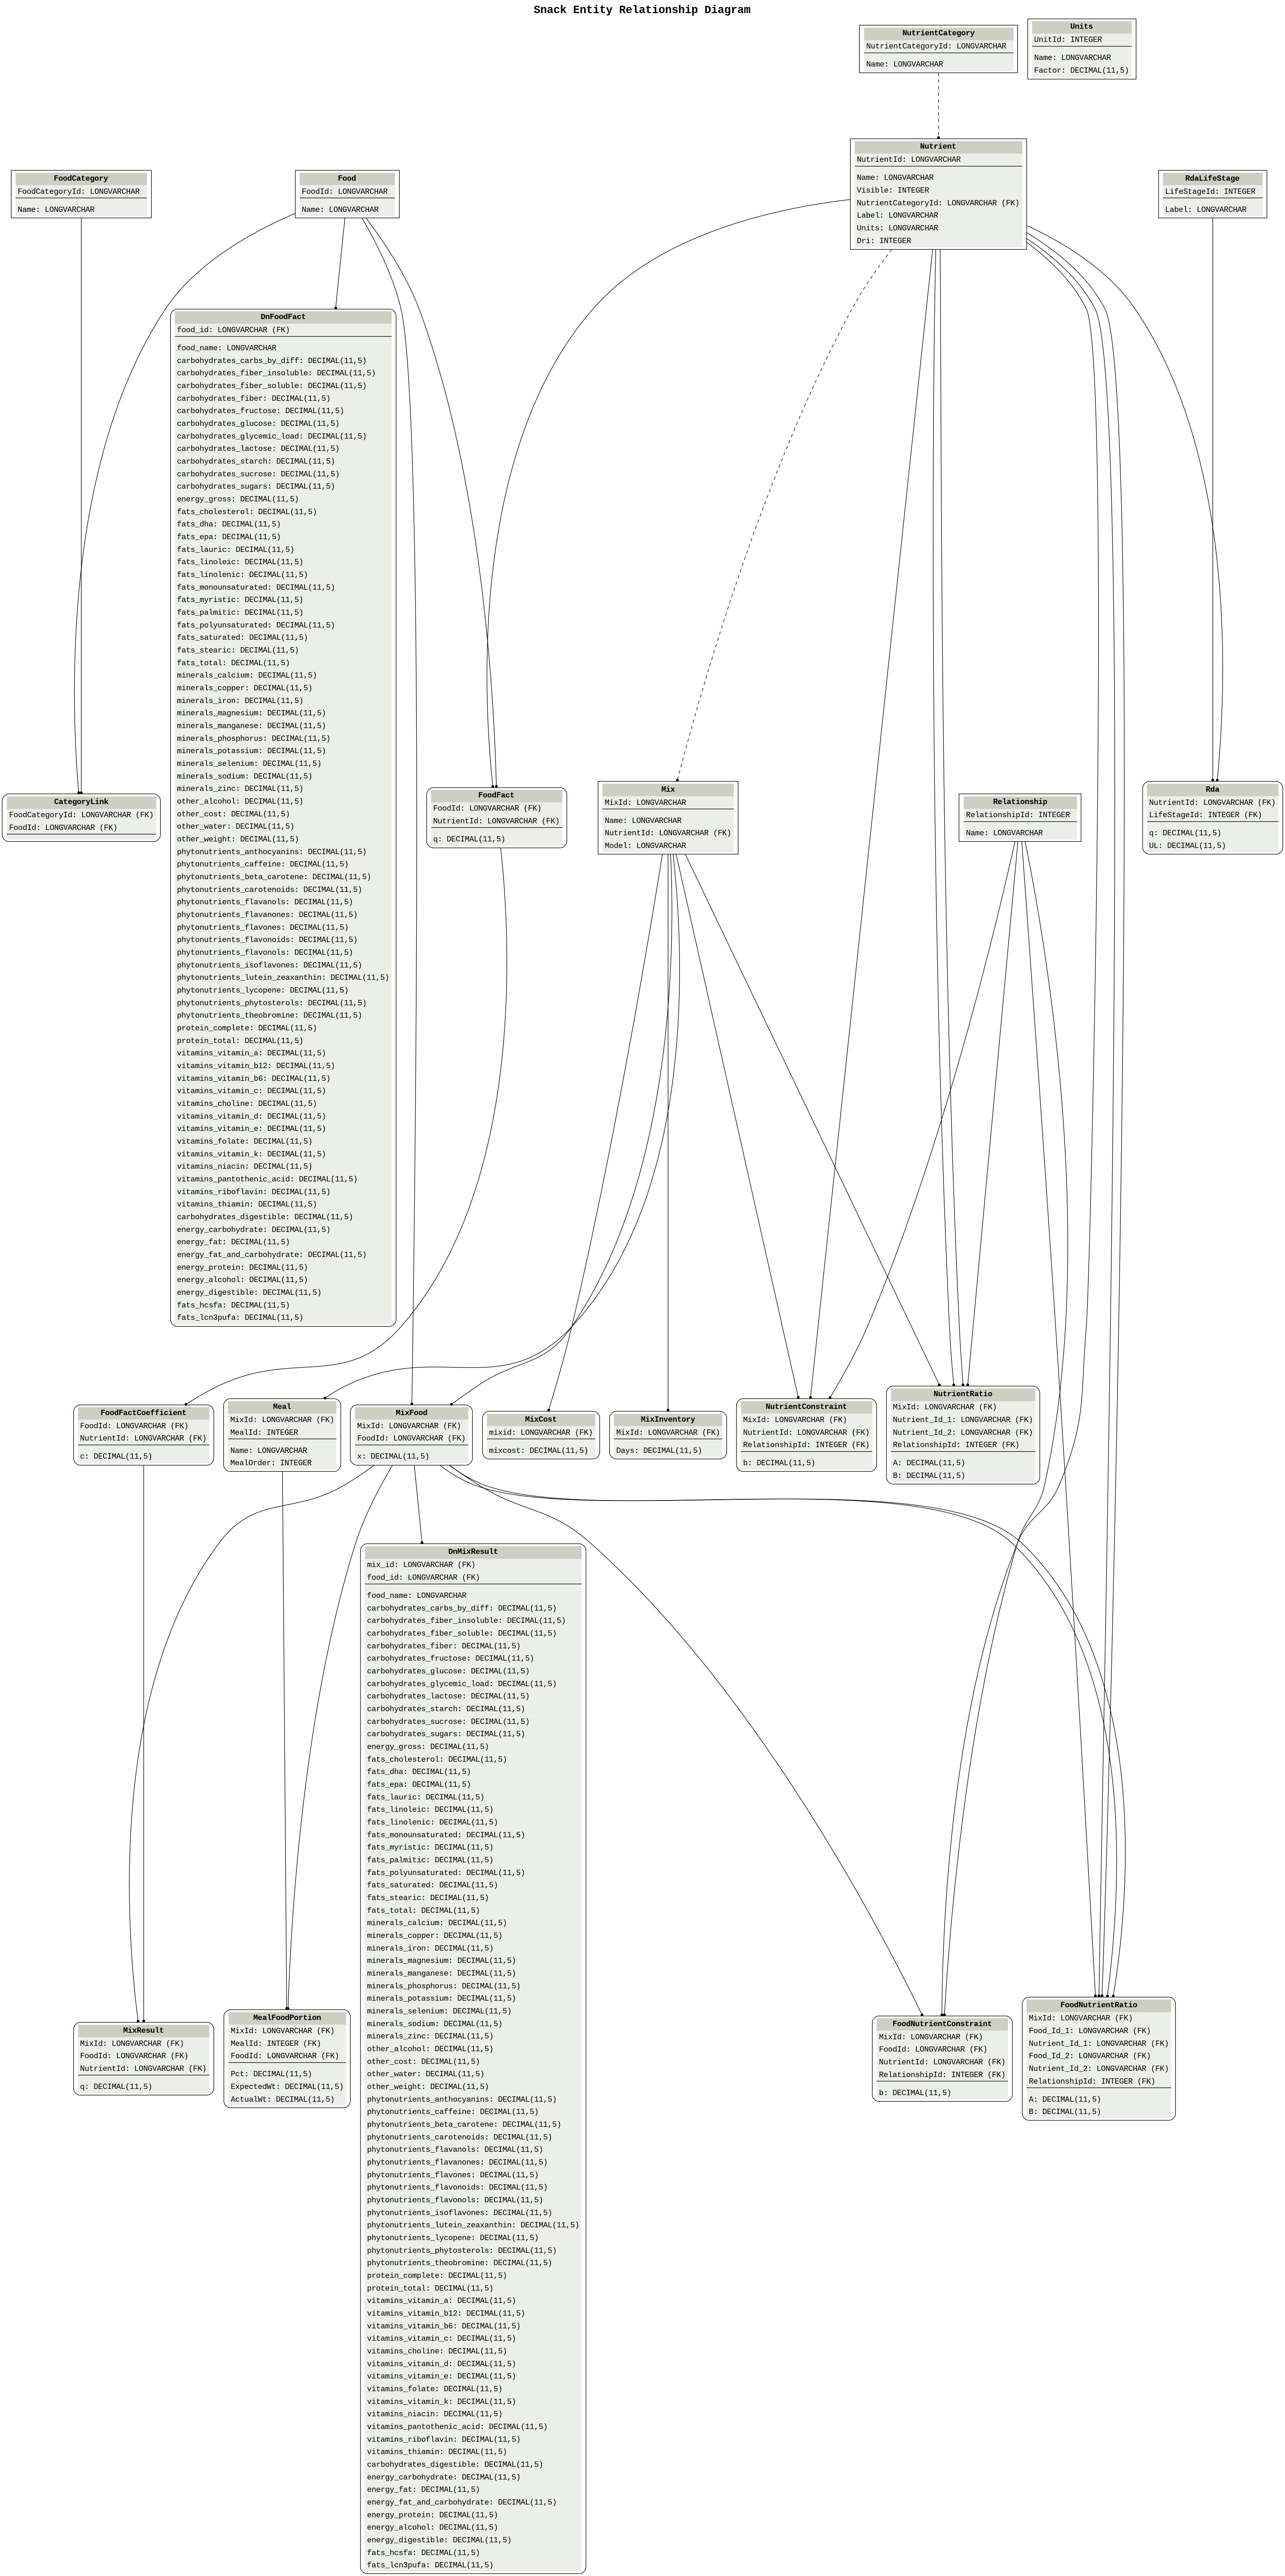 Snack Entity Relationship Diagram
NutrientCategory
NutrientCategoryId: LONGVARCHAR
Name: LONGVARCHAR
Units
UnitId: INTEGER
Name: LONGVARCHAR
Factor: DECIMAL(11,5)
Nutrient
NutrientId: LONGVARCHAR
Name: LONGVARCHAR
Visible: INTEGER
NutrientCategoryId: LONGVARCHAR (FK)
Label: LONGVARCHAR
Units: LONGVARCHAR
Dri: INTEGER
FoodCategory
FoodCategoryId: LONGVARCHAR
Name: LONGVARCHAR
Food
FoodId: LONGVARCHAR
Name: LONGVARCHAR
RdaLifeStage
LifeStageId: INTEGER
Label: LONGVARCHAR
DnFoodFact
food_id: LONGVARCHAR (FK)
food_name: LONGVARCHAR
carbohydrates_carbs_by_diff: DECIMAL(11,5)
carbohydrates_fiber_insoluble: DECIMAL(11,5)
carbohydrates_fiber_soluble: DECIMAL(11,5)
carbohydrates_fiber: DECIMAL(11,5)
carbohydrates_fructose: DECIMAL(11,5)
carbohydrates_glucose: DECIMAL(11,5)
carbohydrates_glycemic_load: DECIMAL(11,5)
carbohydrates_lactose: DECIMAL(11,5)
carbohydrates_starch: DECIMAL(11,5)
carbohydrates_sucrose: DECIMAL(11,5)
carbohydrates_sugars: DECIMAL(11,5)
energy_gross: DECIMAL(11,5)
fats_cholesterol: DECIMAL(11,5)
fats_dha: DECIMAL(11,5)
fats_epa: DECIMAL(11,5)
fats_lauric: DECIMAL(11,5)
fats_linoleic: DECIMAL(11,5)
fats_linolenic: DECIMAL(11,5)
fats_monounsaturated: DECIMAL(11,5)
fats_myristic: DECIMAL(11,5)
fats_palmitic: DECIMAL(11,5)
fats_polyunsaturated: DECIMAL(11,5)
fats_saturated: DECIMAL(11,5)
fats_stearic: DECIMAL(11,5)
fats_total: DECIMAL(11,5)
minerals_calcium: DECIMAL(11,5)
minerals_copper: DECIMAL(11,5)
minerals_iron: DECIMAL(11,5)
minerals_magnesium: DECIMAL(11,5)
minerals_manganese: DECIMAL(11,5)
minerals_phosphorus: DECIMAL(11,5)
minerals_potassium: DECIMAL(11,5)
minerals_selenium: DECIMAL(11,5)
minerals_sodium: DECIMAL(11,5)
minerals_zinc: DECIMAL(11,5)
other_alcohol: DECIMAL(11,5)
other_cost: DECIMAL(11,5)
other_water: DECIMAL(11,5)
other_weight: DECIMAL(11,5)
phytonutrients_anthocyanins: DECIMAL(11,5)
phytonutrients_caffeine: DECIMAL(11,5)
phytonutrients_beta_carotene: DECIMAL(11,5)
phytonutrients_carotenoids: DECIMAL(11,5)
phytonutrients_flavanols: DECIMAL(11,5)
phytonutrients_flavanones: DECIMAL(11,5)
phytonutrients_flavones: DECIMAL(11,5)
phytonutrients_flavonoids: DECIMAL(11,5)
phytonutrients_flavonols: DECIMAL(11,5)
phytonutrients_isoflavones: DECIMAL(11,5)
phytonutrients_lutein_zeaxanthin: DECIMAL(11,5)
phytonutrients_lycopene: DECIMAL(11,5)
phytonutrients_phytosterols: DECIMAL(11,5)
phytonutrients_theobromine: DECIMAL(11,5)
protein_complete: DECIMAL(11,5)
protein_total: DECIMAL(11,5)
vitamins_vitamin_a: DECIMAL(11,5)
vitamins_vitamin_b12: DECIMAL(11,5)
vitamins_vitamin_b6: DECIMAL(11,5)
vitamins_vitamin_c: DECIMAL(11,5)
vitamins_choline: DECIMAL(11,5)
vitamins_vitamin_d: DECIMAL(11,5)
vitamins_vitamin_e: DECIMAL(11,5)
vitamins_folate: DECIMAL(11,5)
vitamins_vitamin_k: DECIMAL(11,5)
vitamins_niacin: DECIMAL(11,5)
vitamins_pantothenic_acid: DECIMAL(11,5)
vitamins_riboflavin: DECIMAL(11,5)
vitamins_thiamin: DECIMAL(11,5)
carbohydrates_digestible: DECIMAL(11,5)
energy_carbohydrate: DECIMAL(11,5)
energy_fat: DECIMAL(11,5)
energy_fat_and_carbohydrate: DECIMAL(11,5)
energy_protein: DECIMAL(11,5)
energy_alcohol: DECIMAL(11,5)
energy_digestible: DECIMAL(11,5)
fats_hcsfa: DECIMAL(11,5)
fats_lcn3pufa: DECIMAL(11,5)
CategoryLink
FoodCategoryId: LONGVARCHAR (FK)
FoodId: LONGVARCHAR (FK)
FoodFact
FoodId: LONGVARCHAR (FK)
NutrientId: LONGVARCHAR (FK)
q: DECIMAL(11,5)
Mix
MixId: LONGVARCHAR
Name: LONGVARCHAR
NutrientId: LONGVARCHAR (FK)
Model: LONGVARCHAR
Relationship
RelationshipId: INTEGER
Name: LONGVARCHAR
Rda
NutrientId: LONGVARCHAR (FK)
LifeStageId: INTEGER (FK)
q: DECIMAL(11,5)
UL: DECIMAL(11,5)
FoodFactCoefficient
FoodId: LONGVARCHAR (FK)
NutrientId: LONGVARCHAR (FK)
c: DECIMAL(11,5)
Meal
MixId: LONGVARCHAR (FK)
MealId: INTEGER
Name: LONGVARCHAR
MealOrder: INTEGER
MixFood
MixId: LONGVARCHAR (FK)
FoodId: LONGVARCHAR (FK)
x: DECIMAL(11,5)
MixCost
mixid: LONGVARCHAR (FK)
mixcost: DECIMAL(11,5)
MixInventory
MixId: LONGVARCHAR (FK)
Days: DECIMAL(11,5)
NutrientConstraint
MixId: LONGVARCHAR (FK)
NutrientId: LONGVARCHAR (FK)
RelationshipId: INTEGER (FK)
b: DECIMAL(11,5)
NutrientRatio
MixId: LONGVARCHAR (FK)
Nutrient_Id_1: LONGVARCHAR (FK)
Nutrient_Id_2: LONGVARCHAR (FK)
RelationshipId: INTEGER (FK)
A: DECIMAL(11,5)
B: DECIMAL(11,5)
DnMixResult
mix_id: LONGVARCHAR (FK)
food_id: LONGVARCHAR (FK)
food_name: LONGVARCHAR
carbohydrates_carbs_by_diff: DECIMAL(11,5)
carbohydrates_fiber_insoluble: DECIMAL(11,5)
carbohydrates_fiber_soluble: DECIMAL(11,5)
carbohydrates_fiber: DECIMAL(11,5)
carbohydrates_fructose: DECIMAL(11,5)
carbohydrates_glucose: DECIMAL(11,5)
carbohydrates_glycemic_load: DECIMAL(11,5)
carbohydrates_lactose: DECIMAL(11,5)
carbohydrates_starch: DECIMAL(11,5)
carbohydrates_sucrose: DECIMAL(11,5)
carbohydrates_sugars: DECIMAL(11,5)
energy_gross: DECIMAL(11,5)
fats_cholesterol: DECIMAL(11,5)
fats_dha: DECIMAL(11,5)
fats_epa: DECIMAL(11,5)
fats_lauric: DECIMAL(11,5)
fats_linoleic: DECIMAL(11,5)
fats_linolenic: DECIMAL(11,5)
fats_monounsaturated: DECIMAL(11,5)
fats_myristic: DECIMAL(11,5)
fats_palmitic: DECIMAL(11,5)
fats_polyunsaturated: DECIMAL(11,5)
fats_saturated: DECIMAL(11,5)
fats_stearic: DECIMAL(11,5)
fats_total: DECIMAL(11,5)
minerals_calcium: DECIMAL(11,5)
minerals_copper: DECIMAL(11,5)
minerals_iron: DECIMAL(11,5)
minerals_magnesium: DECIMAL(11,5)
minerals_manganese: DECIMAL(11,5)
minerals_phosphorus: DECIMAL(11,5)
minerals_potassium: DECIMAL(11,5)
minerals_selenium: DECIMAL(11,5)
minerals_sodium: DECIMAL(11,5)
minerals_zinc: DECIMAL(11,5)
other_alcohol: DECIMAL(11,5)
other_cost: DECIMAL(11,5)
other_water: DECIMAL(11,5)
other_weight: DECIMAL(11,5)
phytonutrients_anthocyanins: DECIMAL(11,5)
phytonutrients_caffeine: DECIMAL(11,5)
phytonutrients_beta_carotene: DECIMAL(11,5)
phytonutrients_carotenoids: DECIMAL(11,5)
phytonutrients_flavanols: DECIMAL(11,5)
phytonutrients_flavanones: DECIMAL(11,5)
phytonutrients_flavones: DECIMAL(11,5)
phytonutrients_flavonoids: DECIMAL(11,5)
phytonutrients_flavonols: DECIMAL(11,5)
phytonutrients_isoflavones: DECIMAL(11,5)
phytonutrients_lutein_zeaxanthin: DECIMAL(11,5)
phytonutrients_lycopene: DECIMAL(11,5)
phytonutrients_phytosterols: DECIMAL(11,5)
phytonutrients_theobromine: DECIMAL(11,5)
protein_complete: DECIMAL(11,5)
protein_total: DECIMAL(11,5)
vitamins_vitamin_a: DECIMAL(11,5)
vitamins_vitamin_b12: DECIMAL(11,5)
vitamins_vitamin_b6: DECIMAL(11,5)
vitamins_vitamin_c: DECIMAL(11,5)
vitamins_choline: DECIMAL(11,5)
vitamins_vitamin_d: DECIMAL(11,5)
vitamins_vitamin_e: DECIMAL(11,5)
vitamins_folate: DECIMAL(11,5)
vitamins_vitamin_k: DECIMAL(11,5)
vitamins_niacin: DECIMAL(11,5)
vitamins_pantothenic_acid: DECIMAL(11,5)
vitamins_riboflavin: DECIMAL(11,5)
vitamins_thiamin: DECIMAL(11,5)
carbohydrates_digestible: DECIMAL(11,5)
energy_carbohydrate: DECIMAL(11,5)
energy_fat: DECIMAL(11,5)
energy_fat_and_carbohydrate: DECIMAL(11,5)
energy_protein: DECIMAL(11,5)
energy_alcohol: DECIMAL(11,5)
energy_digestible: DECIMAL(11,5)
fats_hcsfa: DECIMAL(11,5)
fats_lcn3pufa: DECIMAL(11,5)
MixResult
MixId: LONGVARCHAR (FK)
FoodId: LONGVARCHAR (FK)
NutrientId: LONGVARCHAR (FK)
q: DECIMAL(11,5)
MealFoodPortion
MixId: LONGVARCHAR (FK)
MealId: INTEGER (FK)
FoodId: LONGVARCHAR (FK)
Pct: DECIMAL(11,5)
ExpectedWt: DECIMAL(11,5)
ActualWt: DECIMAL(11,5)
FoodNutrientConstraint
MixId: LONGVARCHAR (FK)
FoodId: LONGVARCHAR (FK)
NutrientId: LONGVARCHAR (FK)
RelationshipId: INTEGER (FK)
b: DECIMAL(11,5)
FoodNutrientRatio
MixId: LONGVARCHAR (FK)
Food_Id_1: LONGVARCHAR (FK)
Nutrient_Id_1: LONGVARCHAR (FK)
Food_Id_2: LONGVARCHAR (FK)
Nutrient_Id_2: LONGVARCHAR (FK)
RelationshipId: INTEGER (FK)
A: DECIMAL(11,5)
B: DECIMAL(11,5)